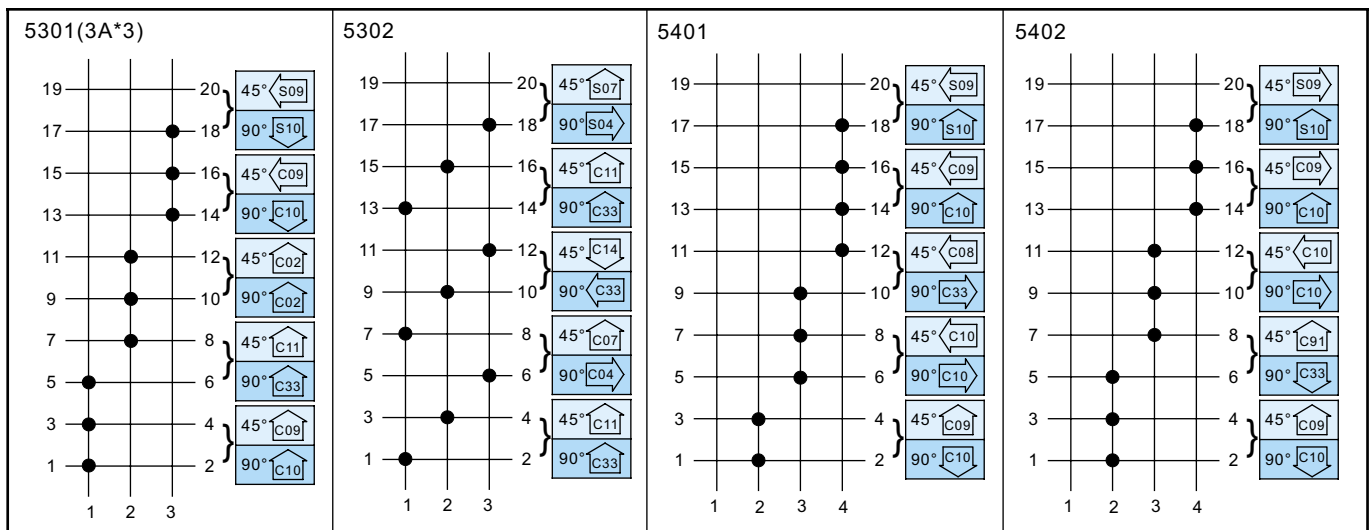 5301(3A*3)
19 20 45° S09
17 18 90° S10
15 16 45° C09
13 14 90° C10
11 12 45° C02
9 10 90° C02
7 8 45° C11
5 6 90° C33
3 4 45° C09
1 2 90° C10
1 2 3
5302
19 20 45° S07
17 18 90° S04
15 16 45° C11
13 14 90° C33
11 12 45° C14
9 10 90° C33
7 8 45° C07
5 6 90° C04
3 4 45° C11
1 2 90° C33
1 2 3
5401
19 20 45° S09
17 18 90° S10
15 16 45° C09
13 14 90° C10
11 12 45° C08
9 10 90° C33
7 8 45° C10
5 6 90° C10
3 4 45° C09
1 2 90° C10
1 2 3 4
5402
19 20 45° S09
17 18 90° S10
15 16 45° C09
13 14 90° C10
11 12 45° C10
9 10 90° C10
7 8 45° C91
5 6 90° C33
3 4 45° C09
1 2 90° C10
1 2 3 4